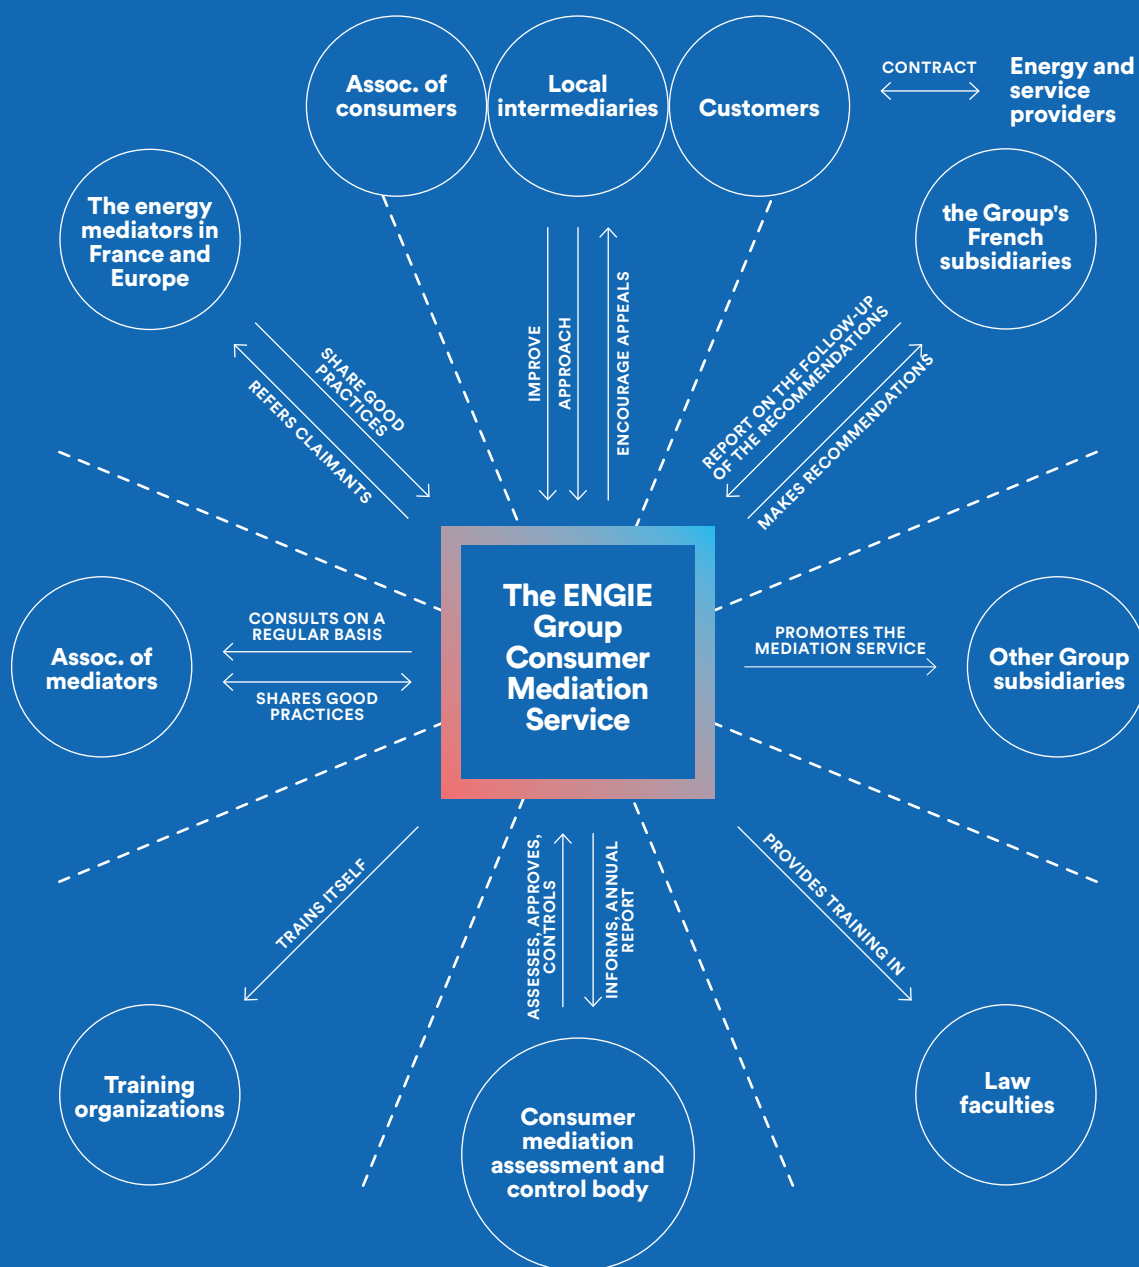 Assoc. of
consumers
Local
intermediaries
Customers
CONTRACT
Energy and
service
providers
The energy
mediators in
France and
Europe
the Group's
French
subsidiaries
SHARE GOOD
PRACTICES
REFERS CLAIMANTS
IMPROVE
APPROACH
ENCOURAGE APPEALS
REPORT ON THE FOLLOW-UP
OF THE RECOMMENDATIONS
MAKES RECOMMENDATIONS
Assoc. of
mediators
CONSULTS ON A
REGULAR BASIS
SHARES GOOD
PRACTICES
The ENGIE
Group
Consumer
Mediation
Service
PROMOTES THE
MEDIATION SERVICE
Other Group
subsidiaries
TRAINS ITSELF
ASSESSES, APPROVES,
CONTROLS
INFORMS, ANNUAL
REPORT
PROVIDES TRAINING IN
Training
organizations
Consumer
mediation
assessment and
control body
Law
faculties